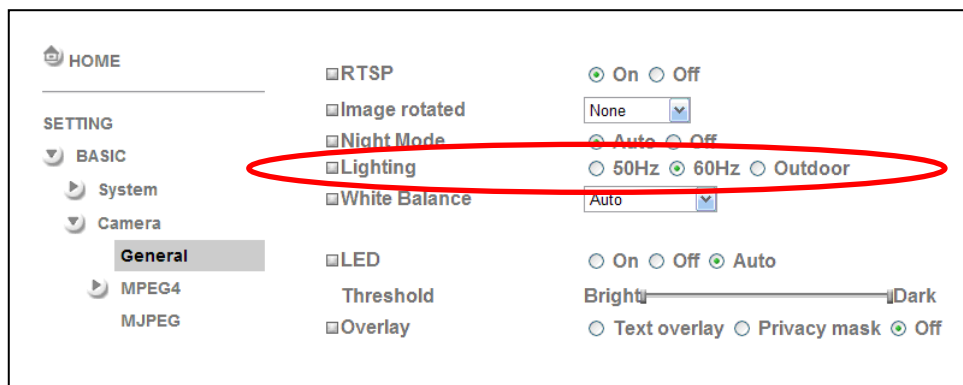 HOME
SETTING
BASIC
System
Camera
General
MPEG4
MJPEG
RTSP On Off
Image rotated None
Night Mode Auto Off
Lighting 50Hz 60Hz Outdoor
White Balance Auto
LED On Off Auto
Threshold Bright Dark
Overlay Text overlay Privacy mask Off